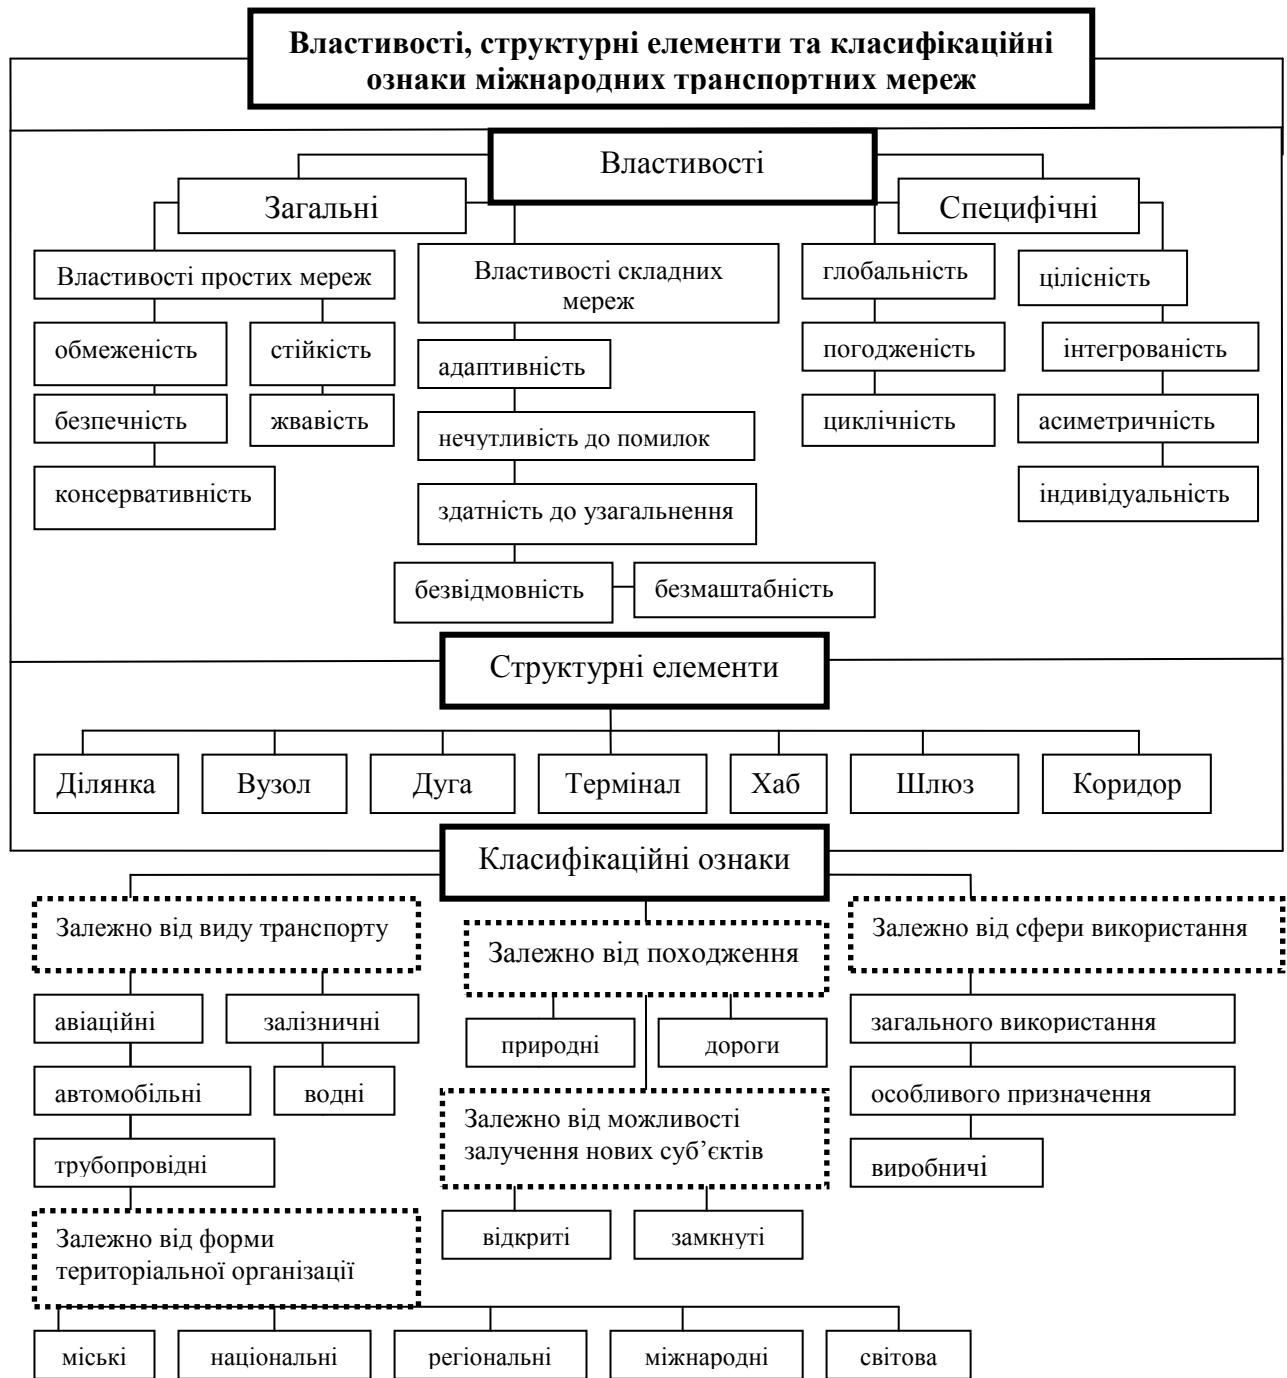 Властивості, структурні елементи та класифікаційні
ознаки міжнародних транспортних мереж
Властивості
Загальні
Специфічні
Властивості простих мереж
Властивості складних
мереж
глобальність
цілісність
обмеженість
стійкість
адаптивність
погодженість
інтегрованість
безпечність
жвавість
нечутливість до помилок
циклічність
асиметричність
консервативність
здатність до узагальнення
індивідуальність
безвідмовність
безмаштабність
Структурні елементи
Ділянка
Вузол
Дуга
Термінал
Хаб
Шлюз
Коридор
Класифікаційні ознаки
Залежно від виду транспорту
Залежно від походження
Залежно від сфери використання
авіаційні
залізничні
природні
дороги
загального використання
автомобільні
водні
Залежно від можливості
залучення нових суб’єктів
особливого призначення
трубопровідні
виробничі
Залежно від форми
територіальної організації
відкриті
замкнуті
міські
національні
регіональні
міжнародні
світова